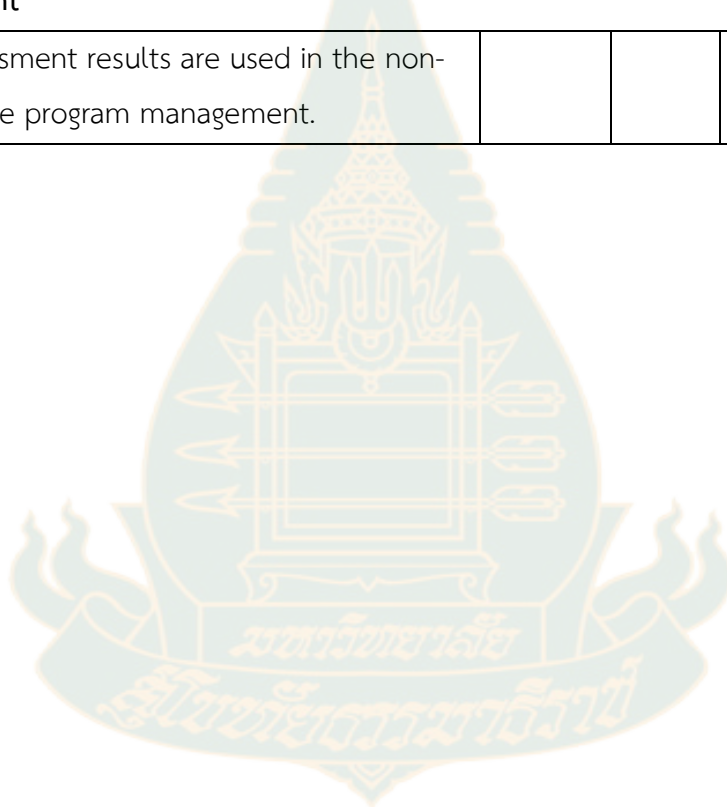 sment results are used in the non-
e program management.
มหาวิทยาลัย
สุโขทัยธรรมาธิราช